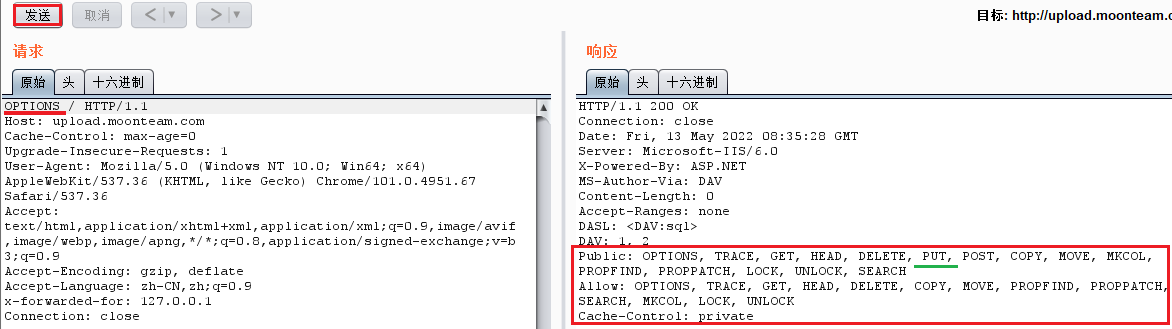 发送
取消
<
>
目标: http://upload.moonteam.c
请求
原始
头
十六进制
OPTIONS / HTTP/1.1
Host: upload.moonteam.com
Cache-Control: max-age=0
Upgrade-Insecure-Requests: 1
User-Agent: Mozilla/5.0 (Windows NT 10.0; Win64; x64)
AppleWebKit/537.36 (KHTML, like Gecko) Chrome/101.0.4951.67
Safari/537.36
Accept:
text/html,application/xhtml+xml,application/xml;q=0.9,image/avif
,image/webp,image/apng,*/*;q=0.8,application/signed-exchange;v=b
3;q=0.9
Accept-Encoding: gzip, deflate
Accept-Language: zh-CN,zh;q=0.9
x-forwarded-for: 127.0.0.1
Connection: close
响应
原始
头
十六进制
HTTP/1.1 200 OK
Connection: close
Date: Fri, 13 May 2022 08:35:28 GMT
Server: Microsoft-IIS/6.0
X-Powered-By: ASP.NET
MS-Author-Via: DAV
Content-Length: 0
Accept-Ranges: none
DASL: <DAV:sql>
DAV: 1, 2
Public: OPTIONS, TRACE, GET, HEAD, DELETE, PUT, POST, COPY, MOVE, MKCOL,
PROPFIND, PROPPATCH, LOCK, UNLOCK, SEARCH
Allow: OPTIONS, TRACE, GET, HEAD, DELETE, COPY, MOVE, PROPFIND, PROPPATCH,
SEARCH, MKCOL, LOCK, UNLOCK
Cache-Control: private